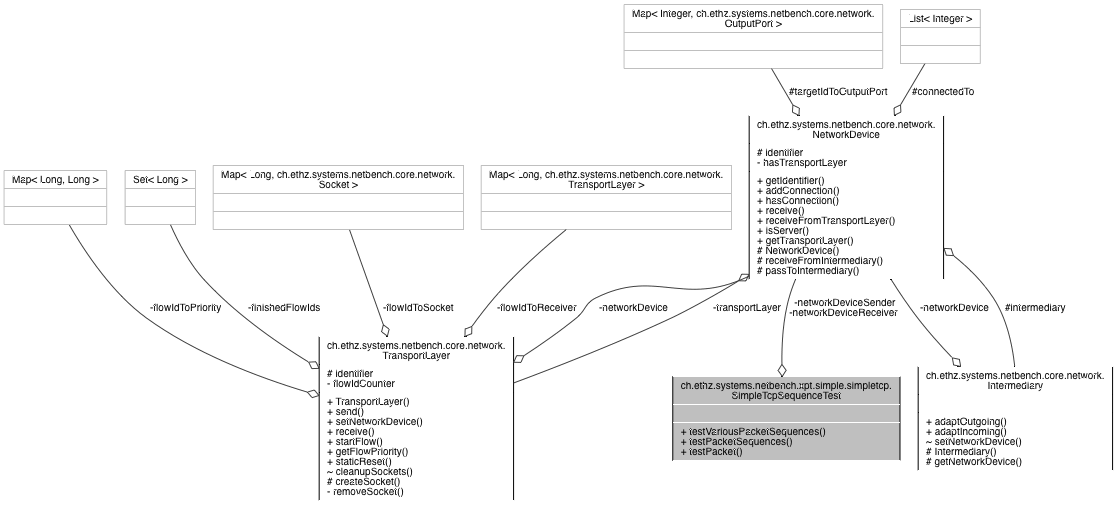 Map< Integer, ch.ethz.systems.netbench.core.network.
OutputPort >
List< Integer >
#targetIdToOutputPort
#connectedTo
ch.ethz.systems.netbench.core.network.
NetworkDevice
# identifier
- hasTransportLayer
+ getIdentifier()
+ addConnection()
+ hasConnection()
+ receive()
+ receiveFromTransportLayer()
+ isServer()
+ getTransportLayer()
# NetworkDevice()
# receiveFromIntermediary()
# passToIntermediary()
Map< Long, Long >
Set< Long >
Map< Long, ch.ethz.systems.netbench.core.network.
Socket >
Map< Long, ch.ethz.systems.netbench.core.network.
TransportLayer >
-flowIdToPriority
-finishedFlowIds
-flowIdToSocket
-flowIdToReceiver
-networkDevice
-transportLayer
-networkDeviceSender
-networkDeviceReceiver
-networkDevice
#intermediary
ch.ethz.systems.netbench.core.network.
TransportLayer
# identifier
- flowIdCounter
+ TransportLayer()
+ send()
+ setNetworkDevice()
+ receive()
+ startFlow()
+ getFlowPriority()
+ staticReset()
~ cleanupSockets()
# createSocket()
- removeSocket()
ch.ethz.systems.netbench.xpt.simple.simpletcp.
SimpleTcpSequenceTest
+ testVariousPacketSequences()
+ testPacketSequences()
+ testPacket()
ch.ethz.systems.netbench.core.network.
Intermediary
+ adaptOutgoing()
+ adaptIncoming()
~ setNetworkDevice()
# Intermediary()
# getNetworkDevice()